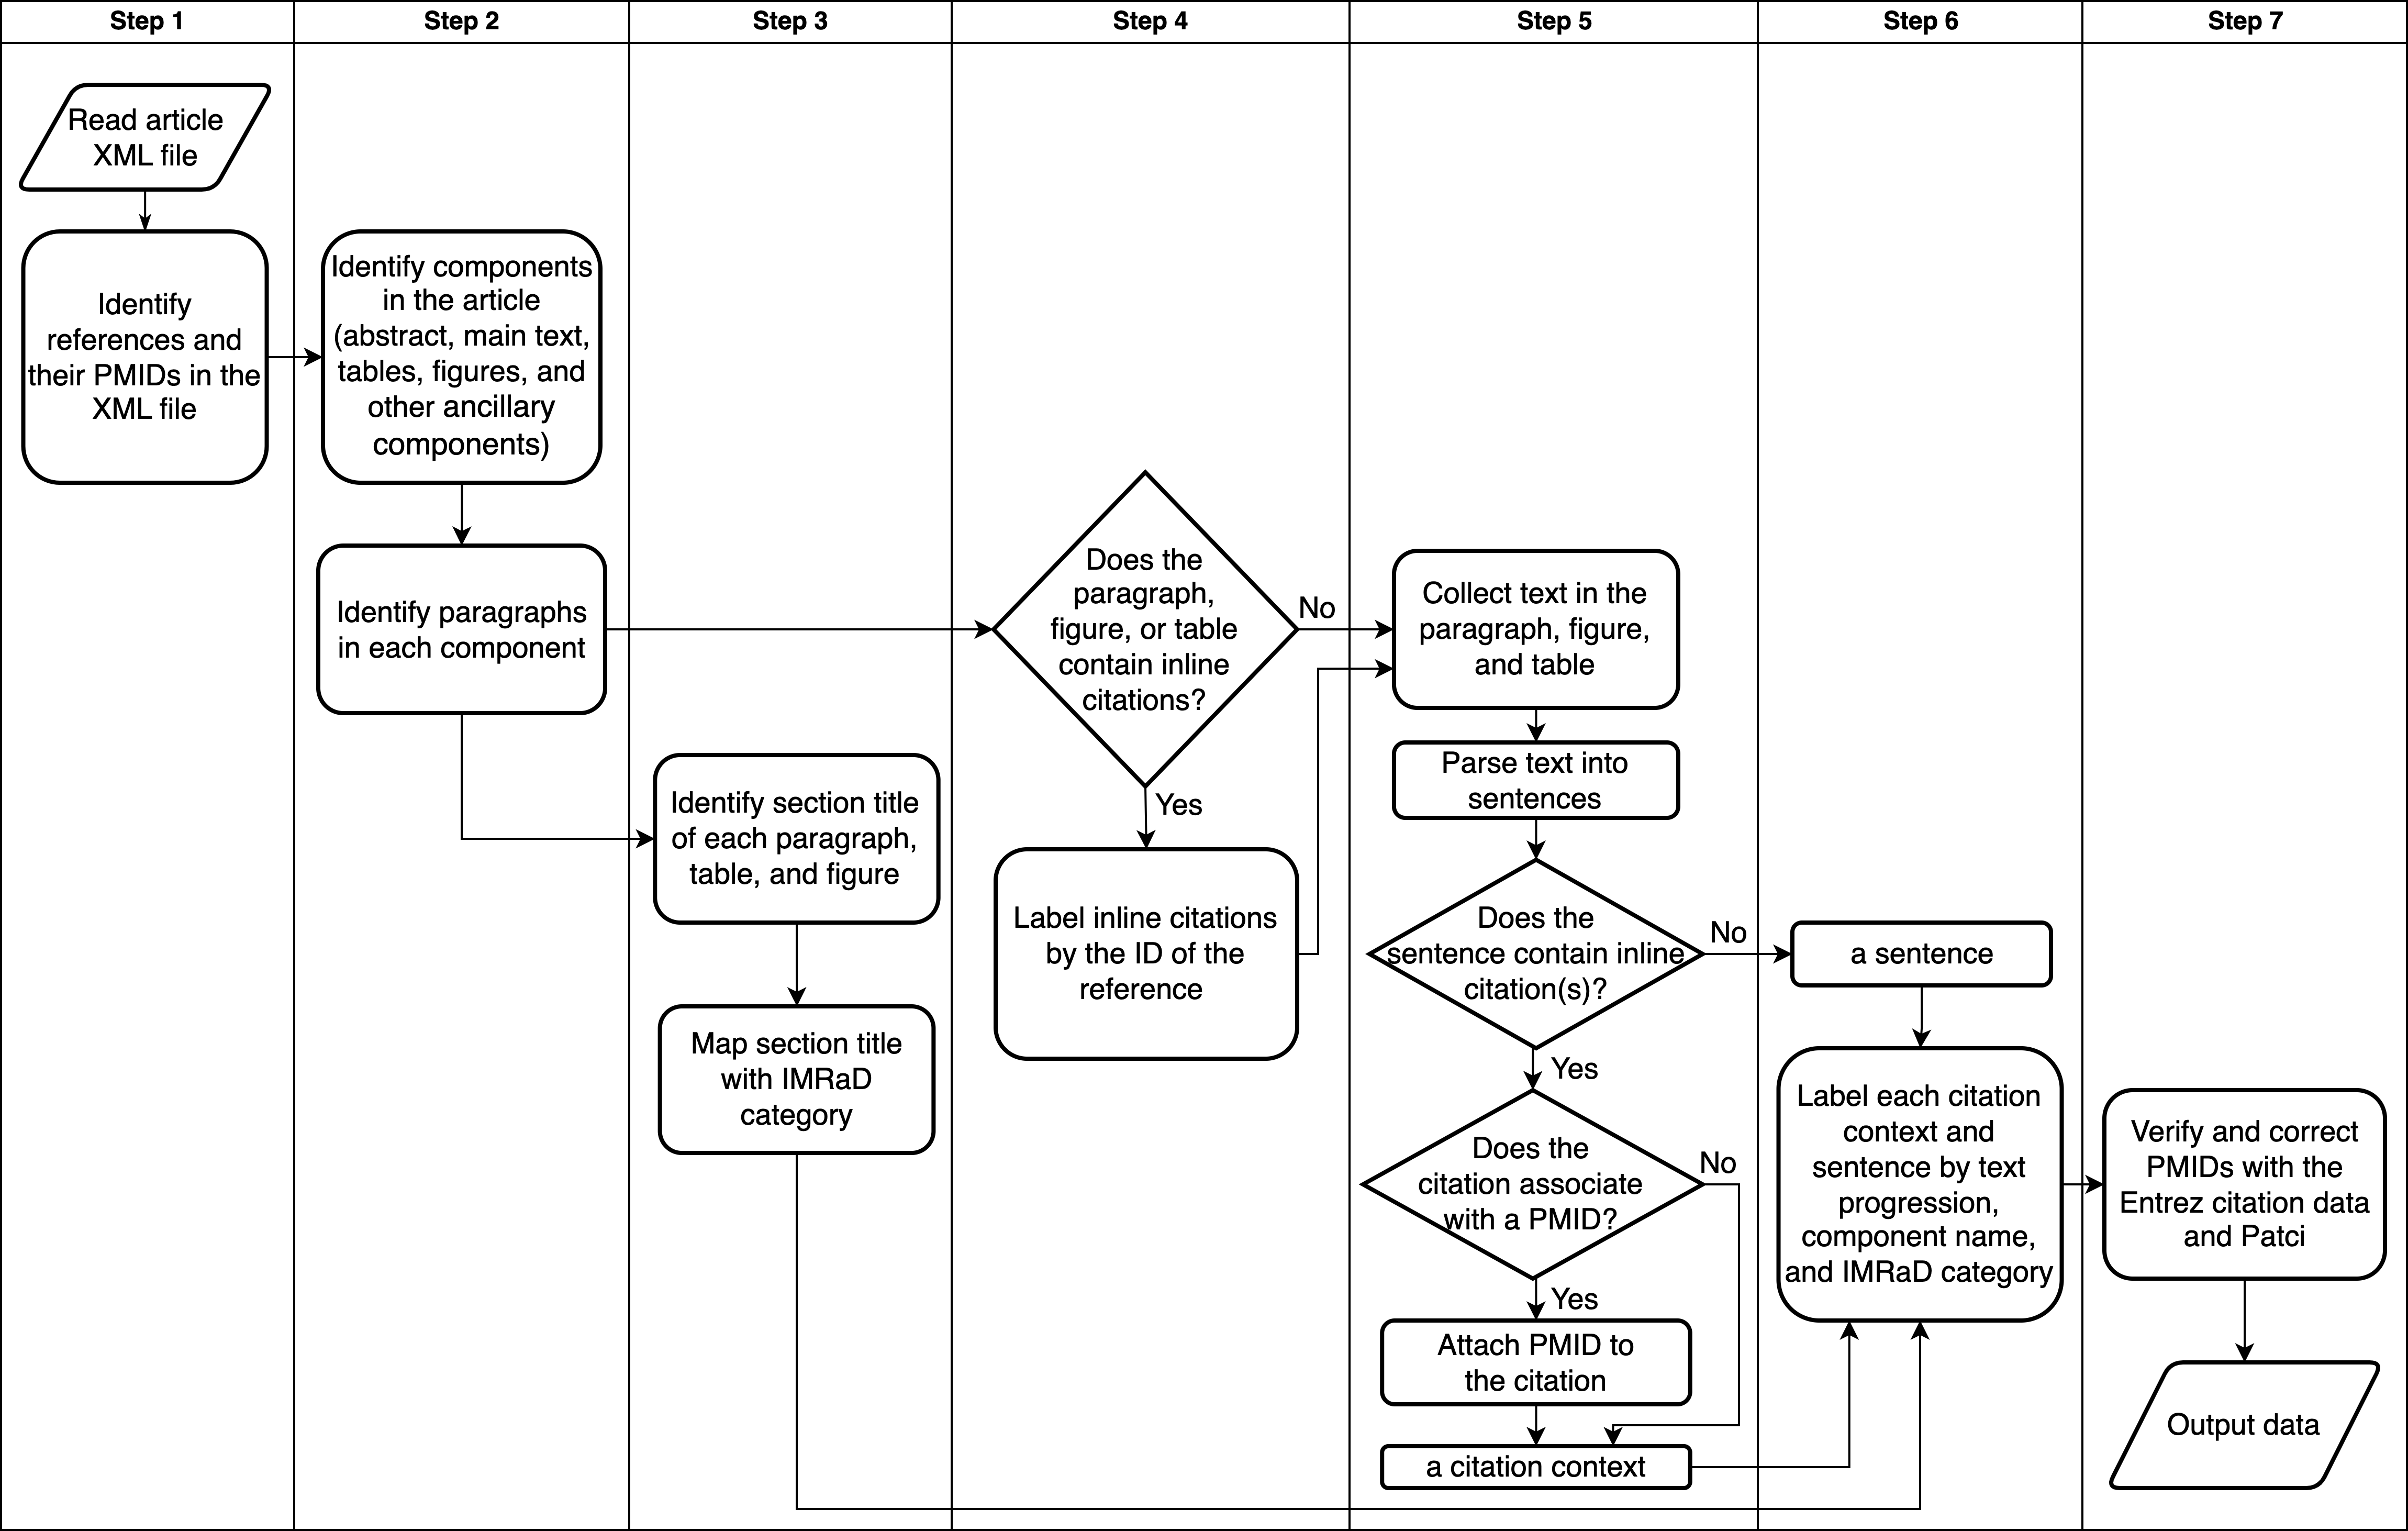 Step 1
Step 2
Step 3
Step 4
Step 5
Step 6
Step 7
Read article
XML file
Identify
references and
their PMIDs in the
XML file
Identify components
in the article
(abstract, main text,
tables, figures, and
other ancillary
components)
Identify paragraphs
in each component
Identify section title
of each paragraph,
table, and figure
Map section title
with IMRaD
category
Does the
paragraph,
figure, or table
contain inline
citations?
No
Yes
Label inline citations
by the ID of the
reference
Collect text in the
paragraph, figure,
and table
Parse text into
sentences
Does the
sentence contain inline
citation(s)?
No
Yes
Does the
citation associate
with a PMID?
No
Yes
Attach PMID to
the citation
a citation context
a sentence
Label each citation
context and
sentence by text
progression,
component name,
and IMRaD category
Verify and correct
PMIDs with the
Entrez citation data
and Patci
Output data